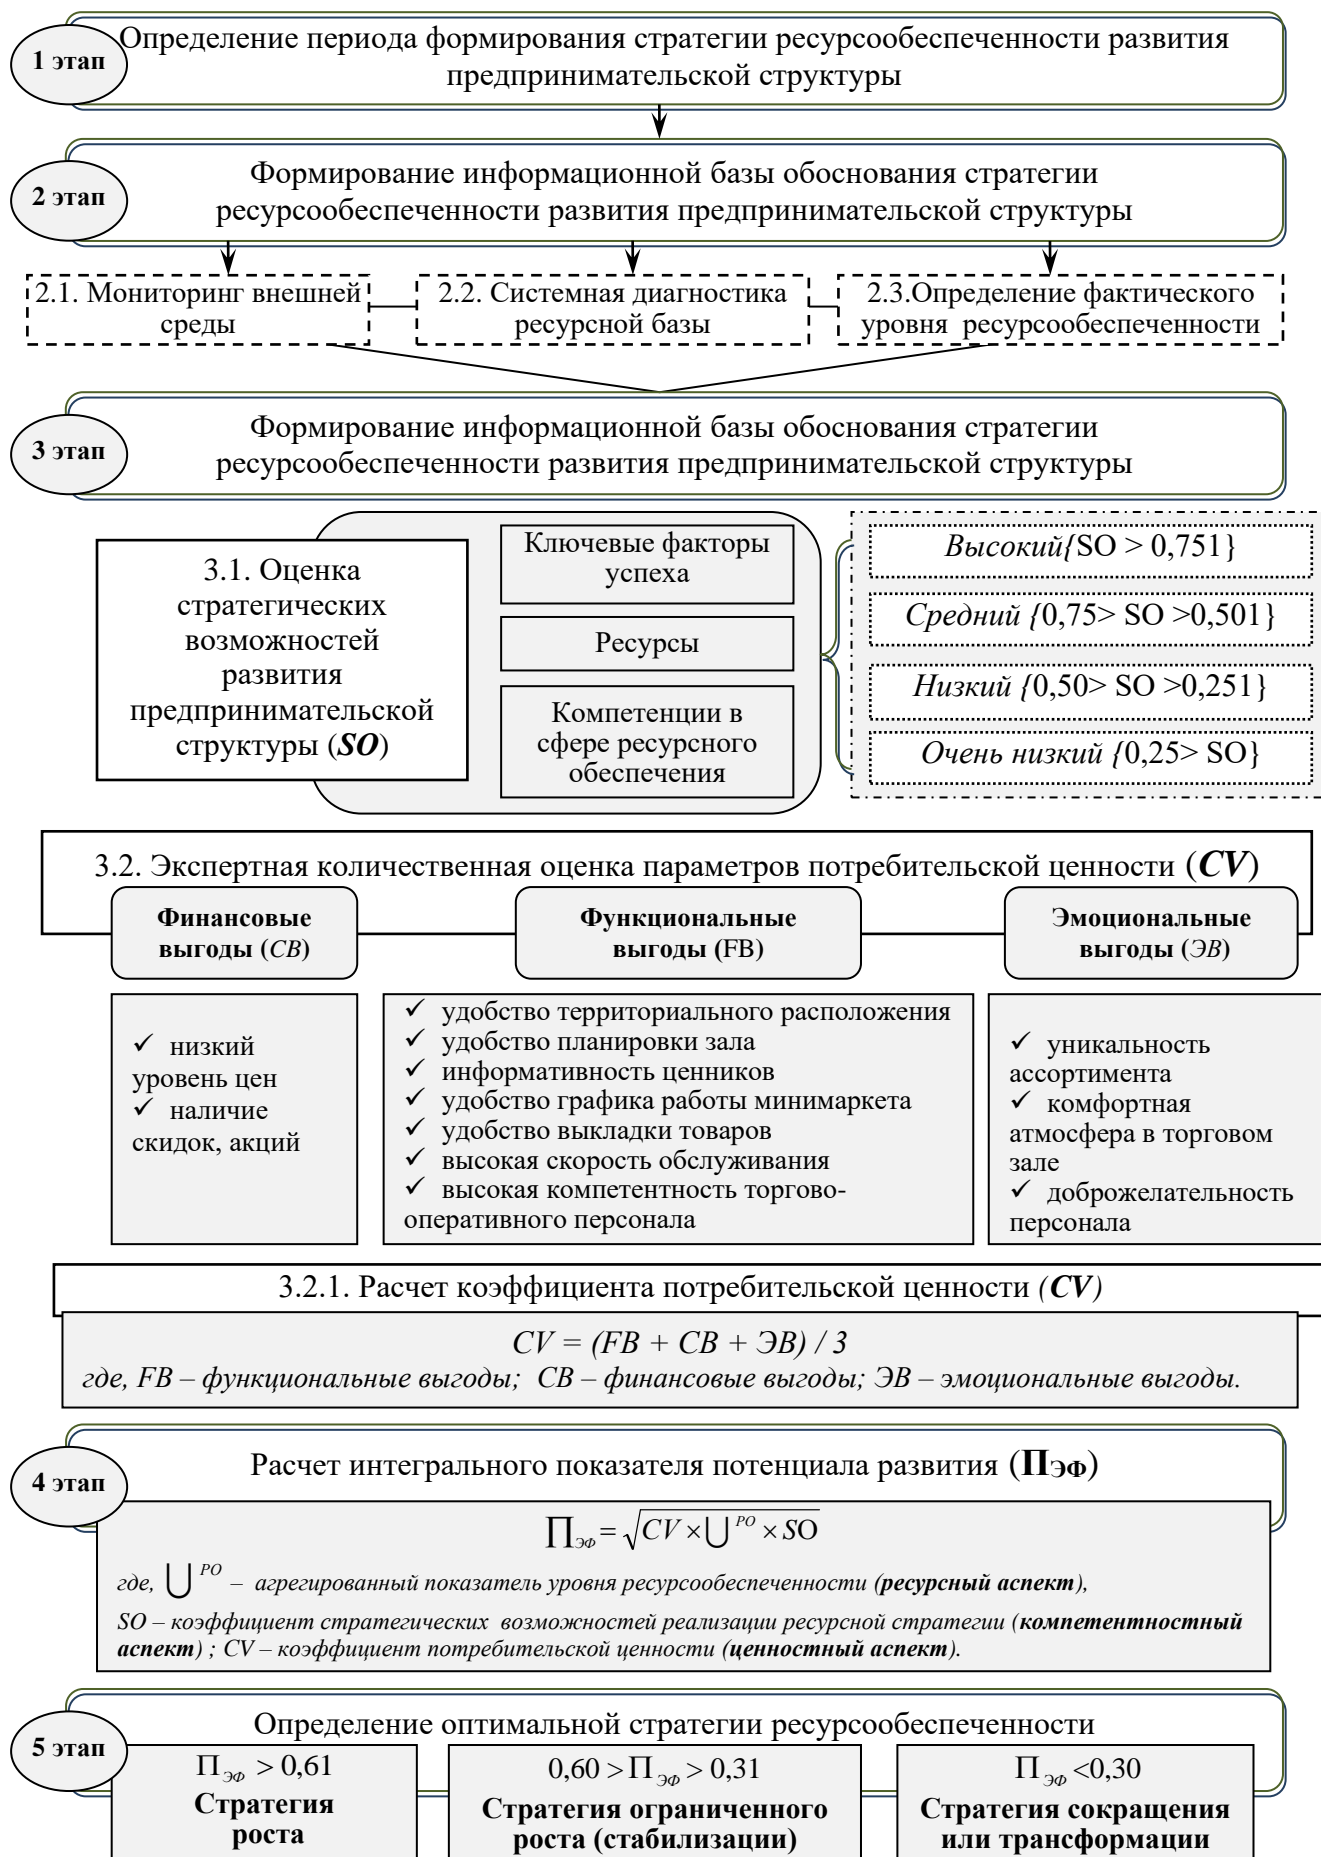 1 этап
Определение периода формирования стратегии ресурсообеспеченности развития
предпринимательской структуры
2 этап
Формирование информационной базы обоснования стратегии
ресурсообеспеченности развития предпринимательской структуры
2.1. Мониторинг внешней
среды
2.2. Системная диагностика
ресурсной базы
2.3.Определение фактического
уровня ресурсообеспеченности
3 этап
Формирование информационной базы обоснования стратегии
ресурсообеспеченности развития предпринимательской структуры
3.1. Оценка
стратегических
возможностей
развития
предпринимательской
структуры (SO)
Ключевые факторы
успеха
Ресурсы
Компетенции в
сфере ресурсного
обеспечения
Высокий{SO > 0,751}
Средний {0,75> SO >0,501}
Низкий {0,50> SO >0,251}
Очень низкий {0,25> SO}
3.2. Экспертная количественная оценка параметров потребительской ценности (CV)
Финансовые
выгоды (CB)
Функциональные
выгоды (FB)
Эмоциональные
выгоды (ЭВ)
✓ низкий
уровень цен
✓ наличие
скидок, акций
✓ удобство территориального расположения
✓ удобство планировки зала
✓ информативность ценников
✓ удобство графика работы минимаркета
✓ удобство выкладки товаров
✓ высокая скорость обслуживания
✓ высокая компетентность торгово-
оперативного персонала
✓ уникальность
ассортимента
✓ комфортная
атмосфера в торговом
зале
✓ доброжелательность
персонала
3.2.1. Расчет коэффициента потребительской ценности (CV)
CV = (FB + CB + ЭВ) / 3
где, FB – функциональные выгоды; CB – финансовые выгоды; ЭВ – эмоциональные выгоды.
4 этап
Расчет интегрального показателя потенциала развития (ПЭФ)
∏ЭФ = √CV × ⋃^PO × SO
где, ⋃^PO – агрегированный показатель уровня ресурсообеспеченности (ресурсный аспект),
SO – коэффициент стратегических возможностей реализации ресурсной стратегии (компетентностный
аспект) ; CV – коэффициент потребительской ценности (ценностный аспект).
5 этап
Определение оптимальной стратегии ресурсообеспеченности
ПЭФ > 0,61
Стратегия
роста
0,60 > ПЭФ > 0,31
Стратегия ограниченного
роста (стабилизации)
ПЭФ <0,30
Стратегия сокращения
или трансформации